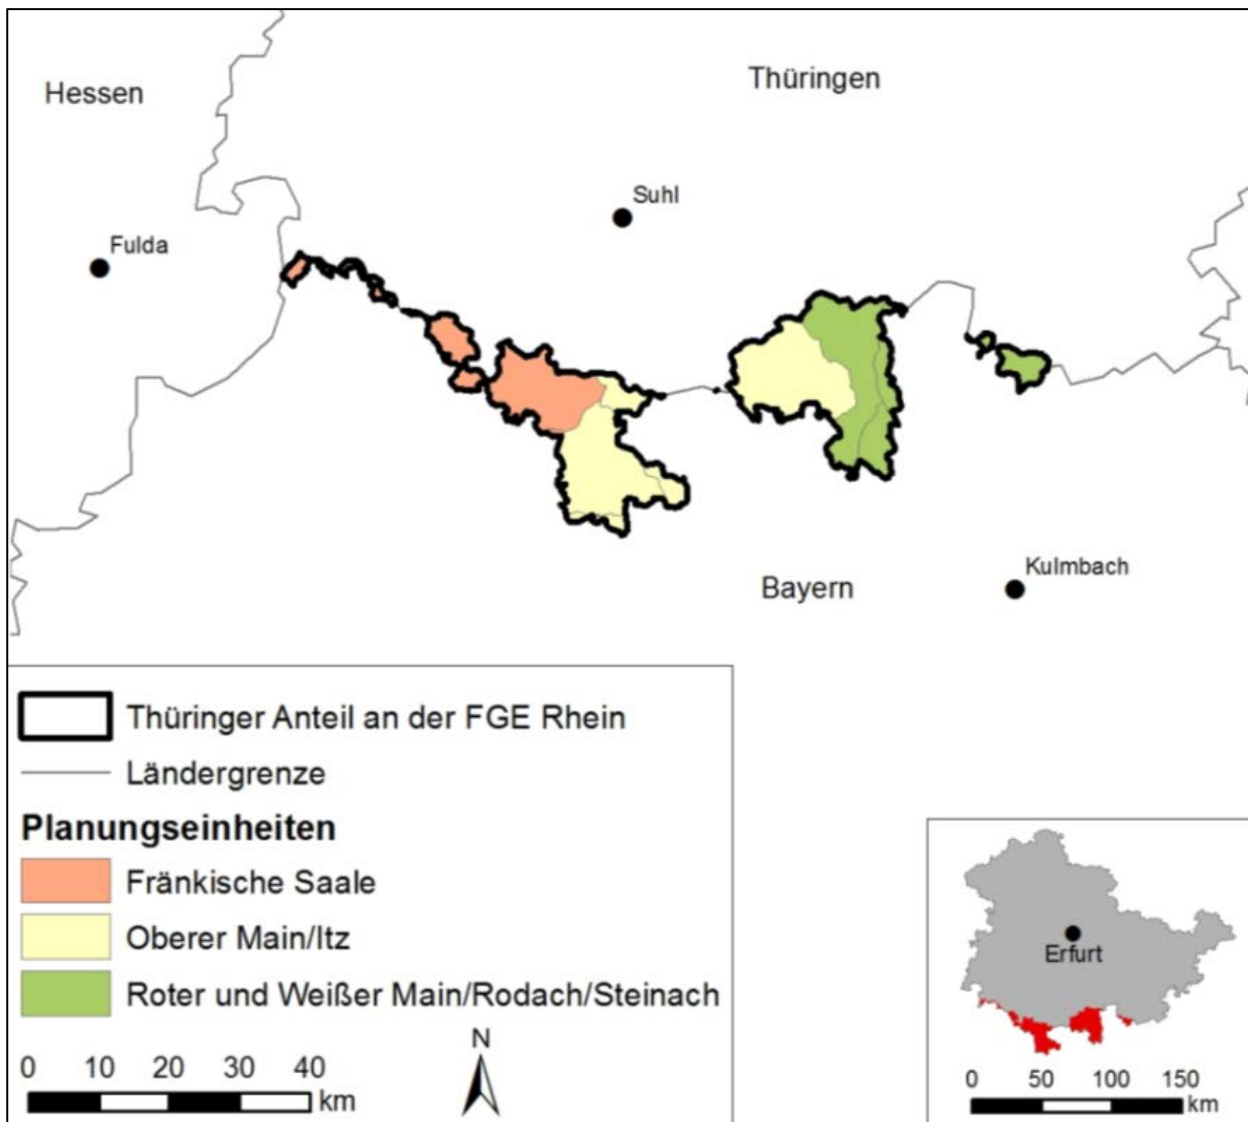 Hessen
Thüringen
Suhl
Fulda
Kulmbach
Bayern
Thüringer Anteil an der FGE Rhein
Ländergrenze
Planungseinheiten
Fränkische Saale
Oberer Main/Itz
Roter und Weißer Main/Rodach/Steinach
N
0 10 20 30 40
km
Erfurt
0 50 100 150
km